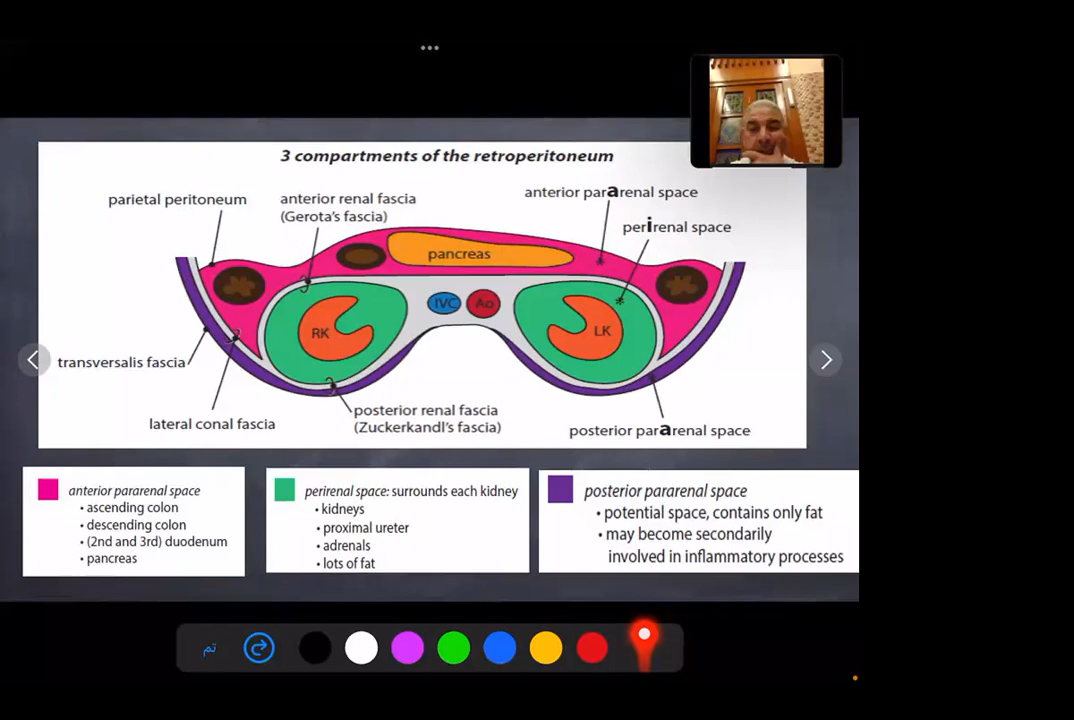 3 compartments of the retroperitoneum
parietal peritoneum
anterior renal fascia
(Gerota's fascia)
anterior pararenal space
perirenal space
pancreas
IVC
Ao
RK
LK
transversalis fascia
lateral conal fascia
posterior renal fascia
(Zuckerkandl's fascia)
posterior pararenal space
anterior pararenal space
• ascending colon
• descending colon
• (2nd and 3rd) duodenum
• pancreas
perirenal space: surrounds each kidney
• kidneys
• proximal ureter
• adrenals
• lots of fat
posterior pararenal space
• potential space, contains only fat
• may become secondarily
involved in inflammatory processes
تم